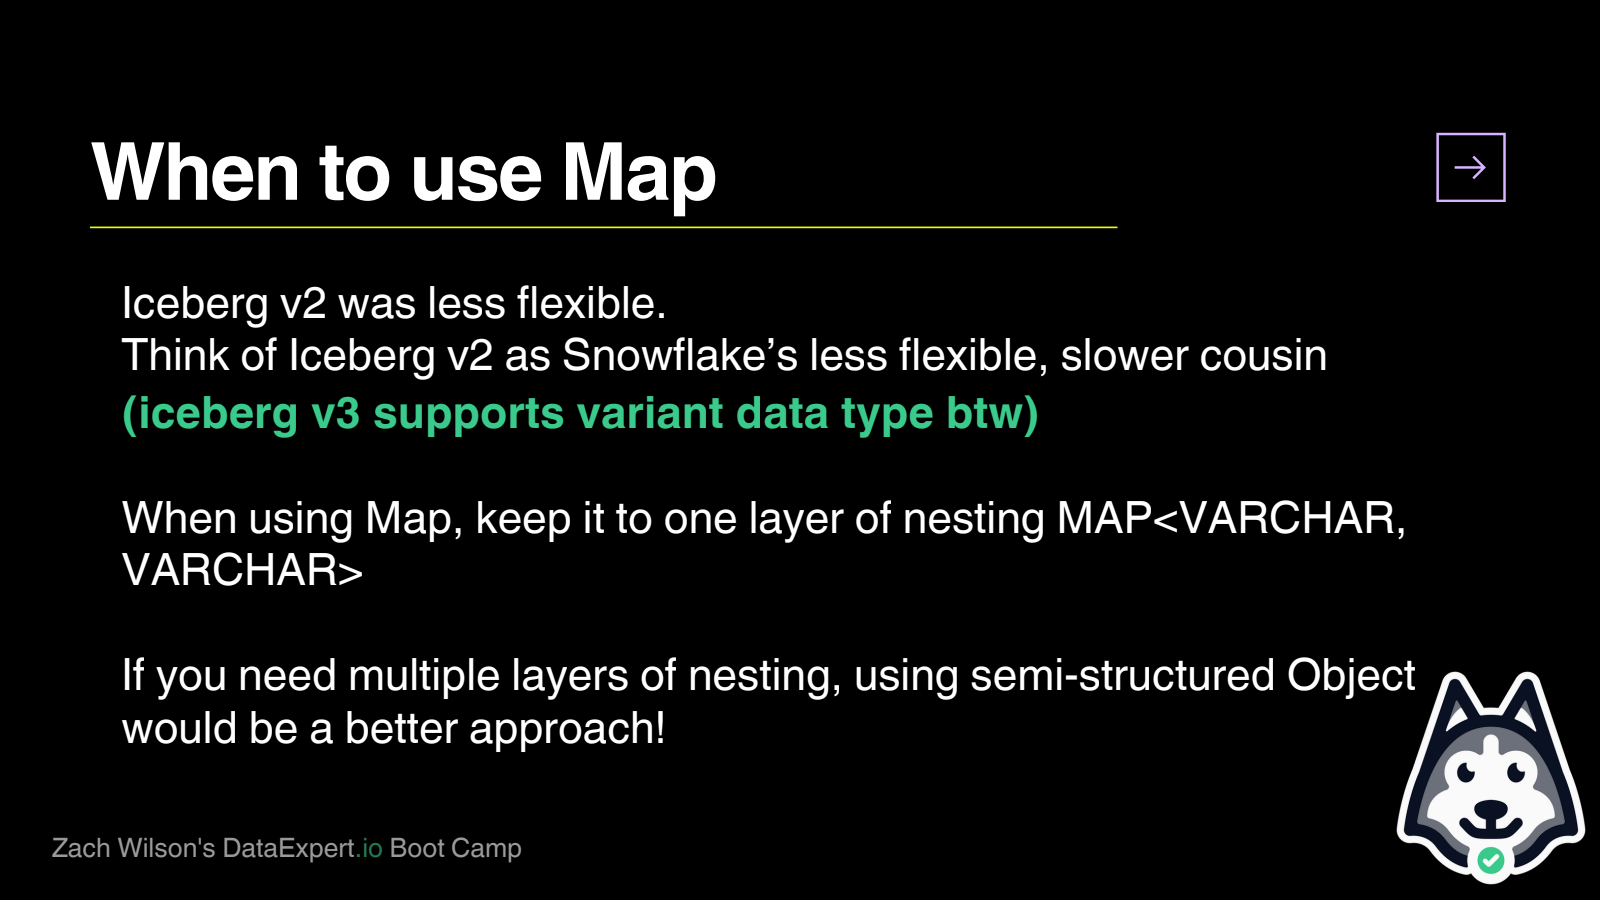 When to use Map
Iceberg v2 was less flexible.
Think of Iceberg v2 as Snowflake’s less flexible, slower cousin
(iceberg v3 supports variant data type btw)
When using Map, keep it to one layer of nesting MAP<VARCHAR,
VARCHAR>
If you need multiple layers of nesting, using semi-structured Object
would be a better approach!
Zach Wilson's DataExpert.io Boot Camp